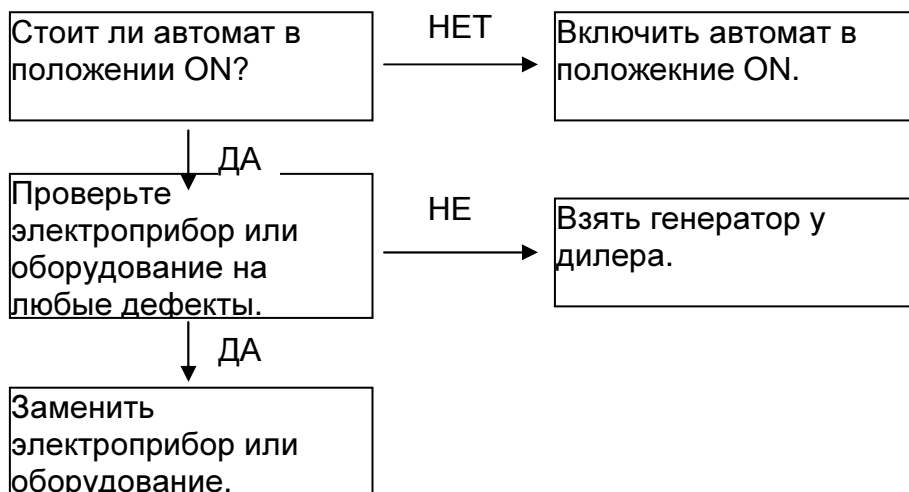 Стоит ли автомат в
положении ON?
НЕТ
Включить автомат в
положекние ON.
ДА
Проверьте
электроприбор или
оборудование на
любые дефекты.
НЕ
Взять генератор у
дилера.
ДА
Заменить
электроприбор или
оборудование.